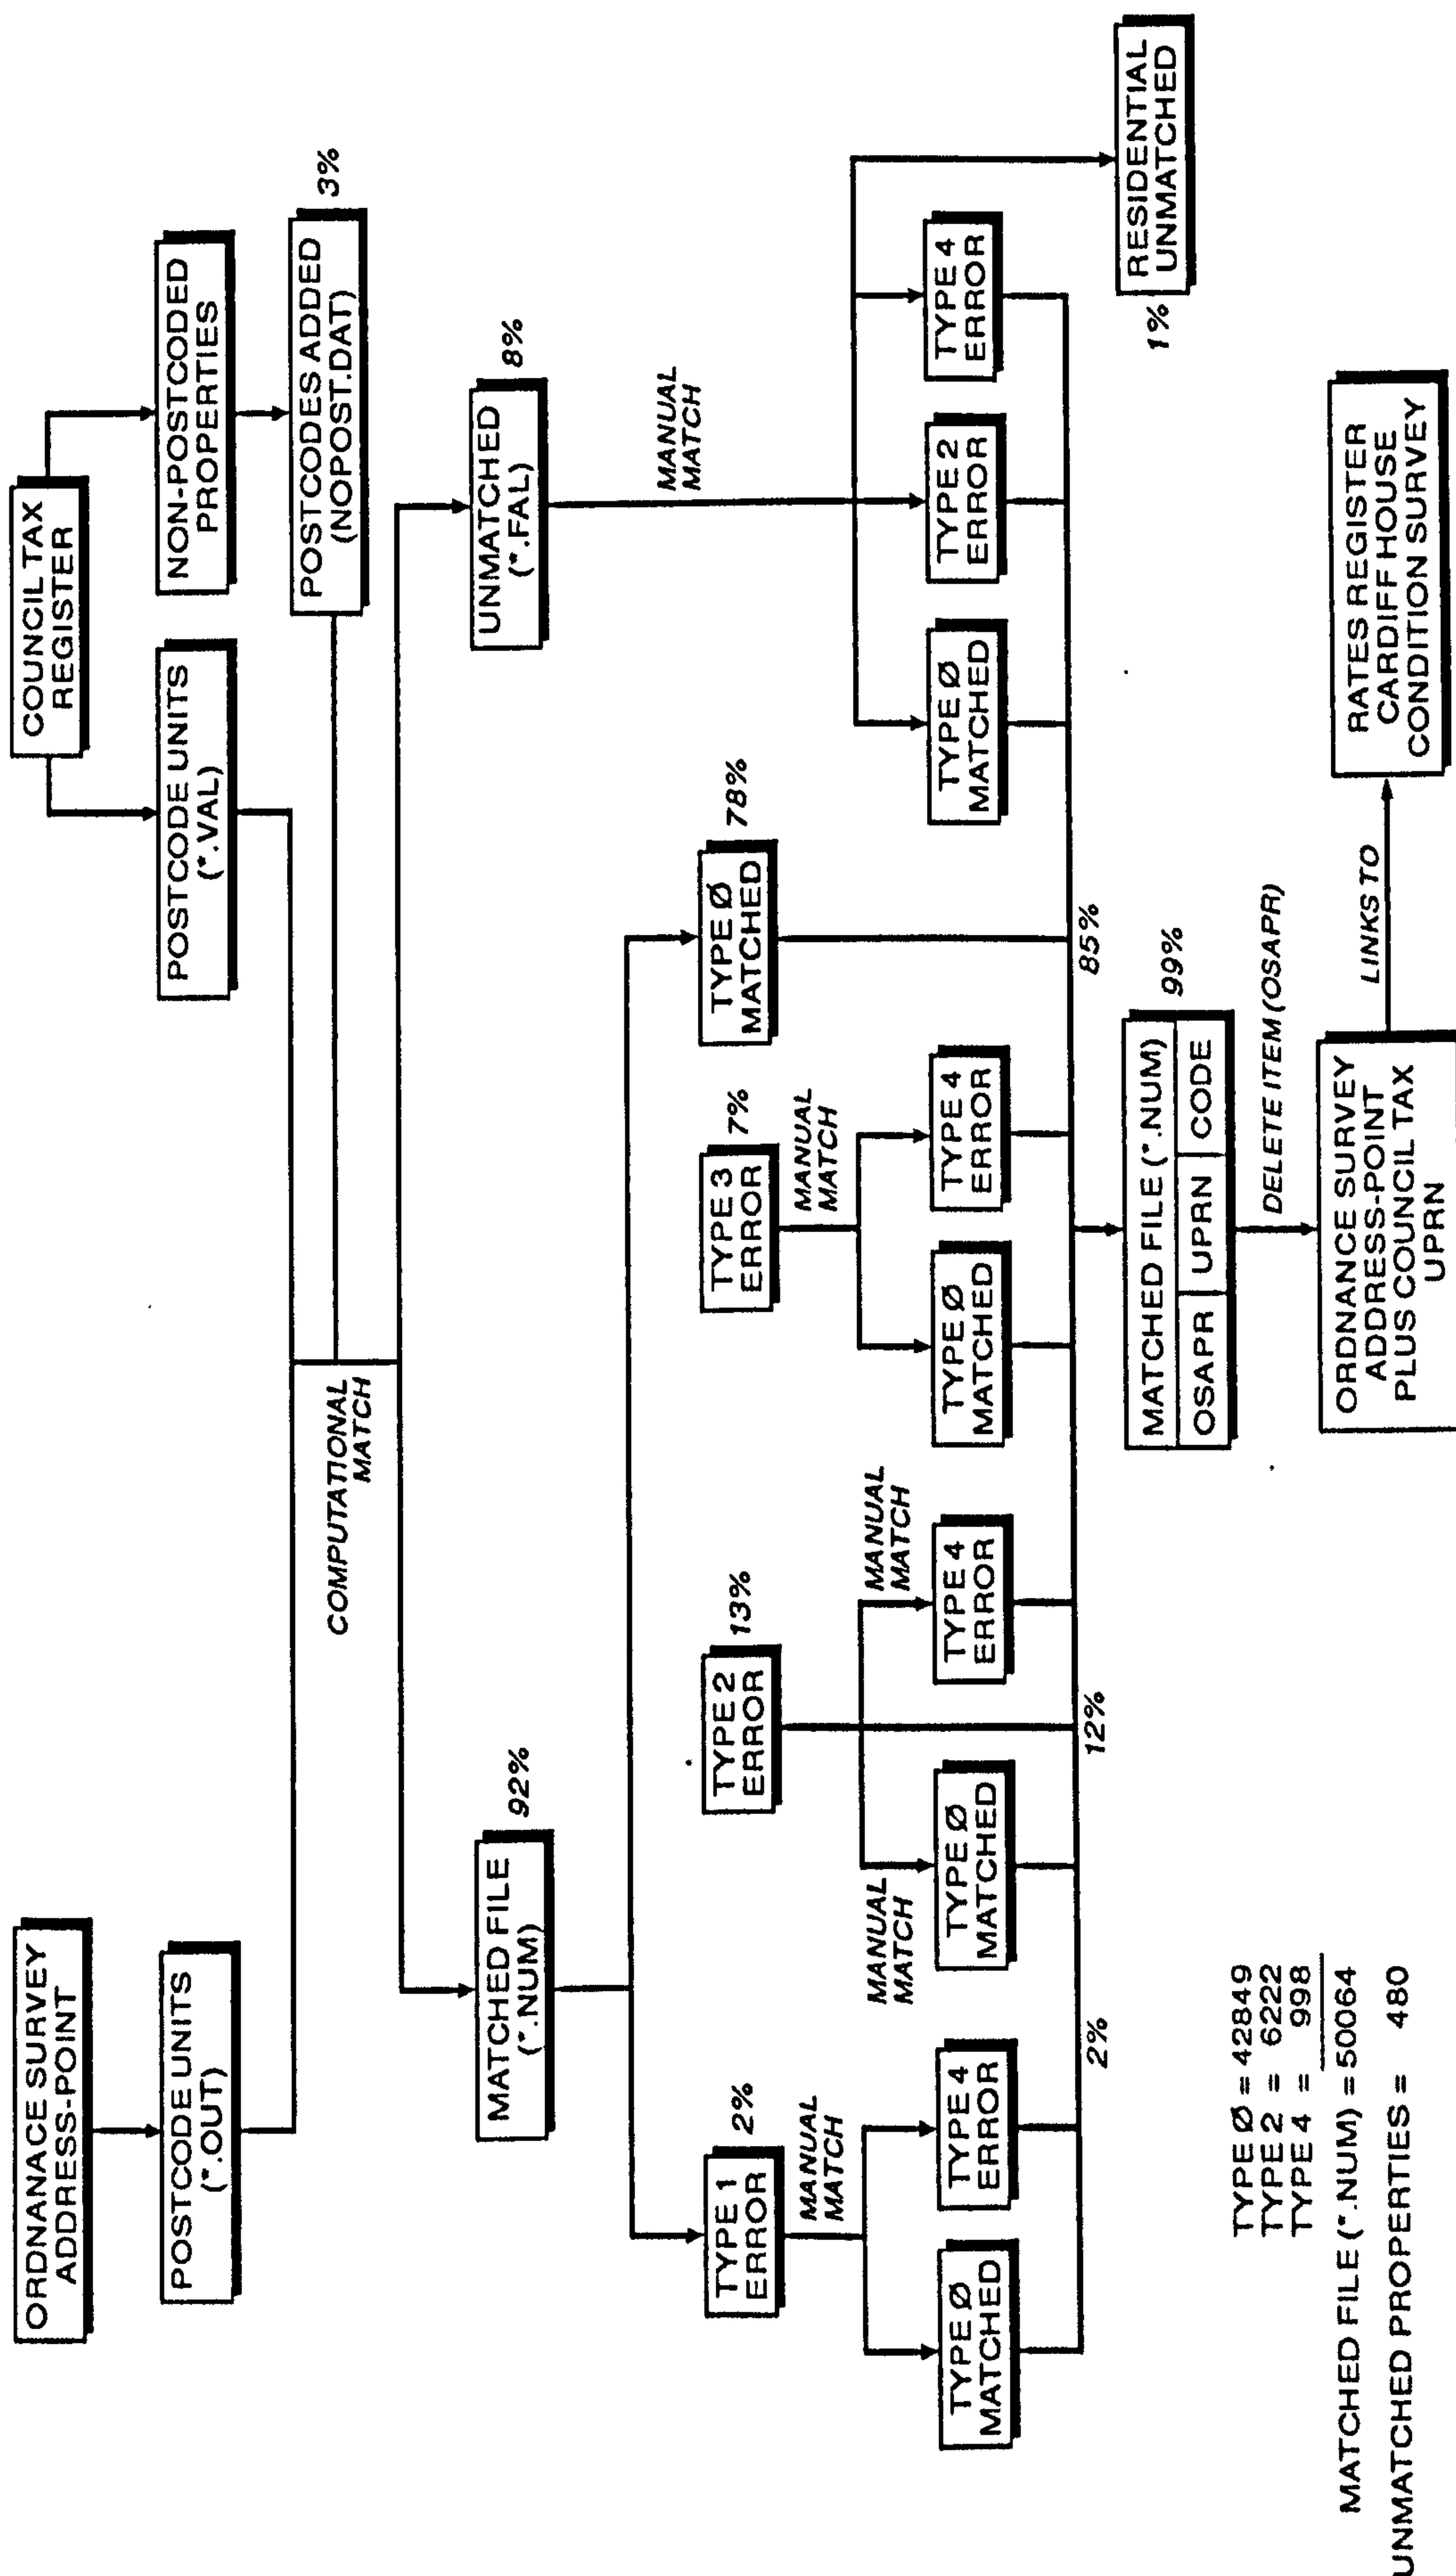 ORDNANACE SURVEY
ADDRESS-POINT
COUNCIL TAX
REGISTER
POSTCODE UNITS
(*.OUT)
POSTCODE UNITS
(*.VAL)
NON-POSTCODED
PROPERTIES
POSTCODES ADDED
(NOPOST.DAT)
3%
COMPUTATIONAL
MATCH
MATCHED FILE
(*.NUM)
92%
UNMATCHED
(*.FAL)
8%
TYPE 1
ERROR
2%
TYPE 2
ERROR
13%
TYPE 3
ERROR
7%
TYPE Ø
MATCHED
78%
MANUAL
MATCH
MANUAL
MATCH
MANUAL
MATCH
MANUAL
MATCH
MANUAL
MATCH
TYPE Ø
MATCHED
TYPE 4
ERROR
TYPE Ø
MATCHED
TYPE 4
ERROR
TYPE Ø
MATCHED
TYPE 4
ERROR
TYPE Ø
MATCHED
TYPE 2
ERROR
TYPE 4
ERROR
2%
12%
85%
MATCHED FILE (*.NUM)
OSAPR UPRN CODE
99%
1%
RESIDENTIAL
UNMATCHED
DELETE ITEM (OSAPR)
ORDNANCE SURVEY
ADDRESS-POINT
PLUS COUNCIL TAX
UPRN
LINKS TO
RATES REGISTER
CARDIFF HOUSE
CONDITION SURVEY
TYPE Ø = 42849
TYPE 2 = 6222
TYPE 4 = 998
MATCHED FILE (*.NUM) = 50064
UNMATCHED PROPERTIES = 480